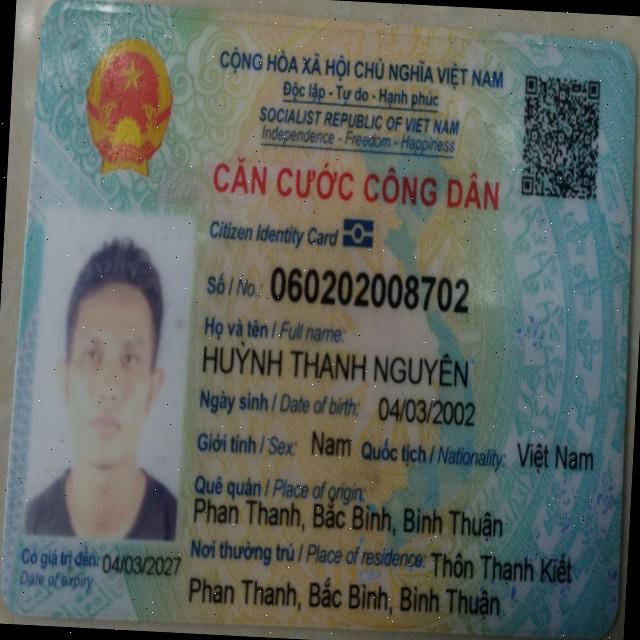 CỘNG HÒA XÃ HỘI CHỦ NGHĨA VIỆT NAM
Độc lập - Tự do - Hạnh phúc
SOCIALIST REPUBLIC OF VIET NAM
Independence - Freedom - Happiness
CĂN CƯỚC CÔNG DÂN
Citizen Identity Card
Số / No.: 060202008702
Họ và tên / Full name:
HUỲNH THANH NGUYÊN
Ngày sinh / Date of birth: 04/03/2002
Giới tính / Sex: Nam Quốc tịch / Nationality: Việt Nam
Quê quán / Place of origin:
Phan Thanh, Bắc Bình, Bình Thuận
Nơi thường trú / Place of residence: Thôn Thanh Kiết
Phan Thanh, Bắc Bình, Bình Thuận
Có giá trị đến: 04/03/2027
Date of expiry